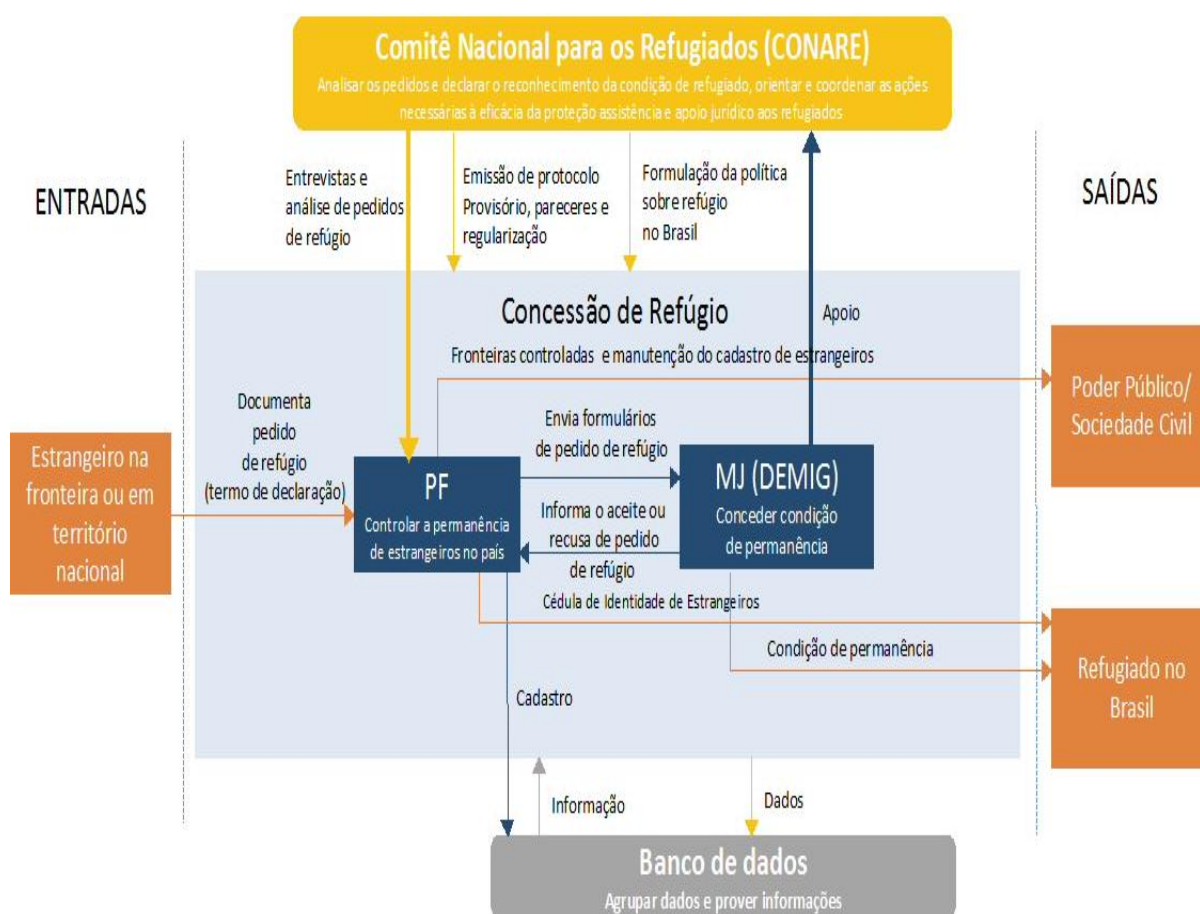 Comitê Nacional para os Refugiados (CONARE)
Analisar os pedidos e declarar o reconhecimento da condição de refugiado, orientar e coordenar as ações
necessárias à eficácia da proteção assistência e apoio jurídico aos refugiados
ENTRADAS
Entrevistas e
análise de pedidos
de refúgio
Emissão de protocolo
Provisório, pareceres e
regularização
Formulação da política
sobre refúgio
no Brasil
SAÍDAS
Concessão de Refúgio
Apoio
Fronteiras controladas e manutenção do cadastro de estrangeiros
Poder Público/
Sociedade Civil
Documenta
pedido
de refúgio
(termo de declaração)
Envia formulários
de pedido de refúgio
Estrangeiro na
fronteira ou em
território
nacional
PF
Controlar a permanência
de estrangeiros no país
MJ (DEMIG)
Conceder condição
de permanência
Informa o aceite ou
recusa de pedido
de refúgio
Cédula de Identidade de Estrangeiros
Condição de permanência
Refugiado no
Brasil
Cadastro
Informação
Dados
Banco de dados
Agrupar dados e prover informações